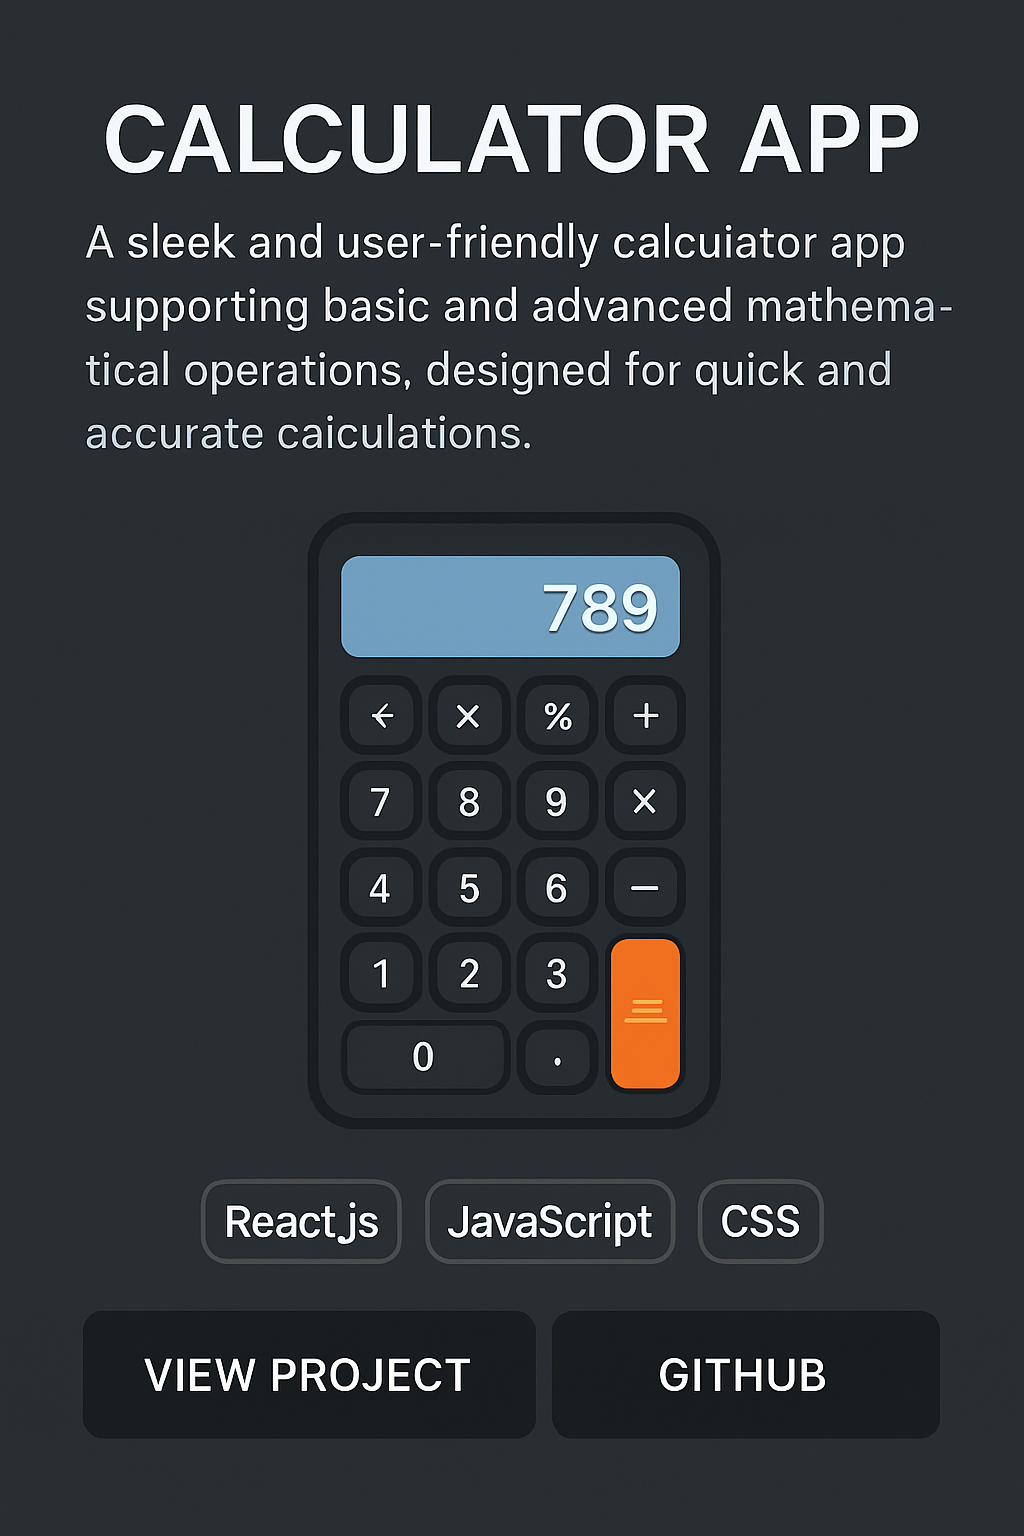 CALCULATOR APP
A sleek and user-friendly calcuiator app
supporting basic and advanced mathema-
tical operations, designed for quick and
accurate caiculations.
789
← × % +
7 8 9 ×
4 5 6 −
1 2 3
0 .
React.js JavaScript CSS
VIEW PROJECT GITHUB